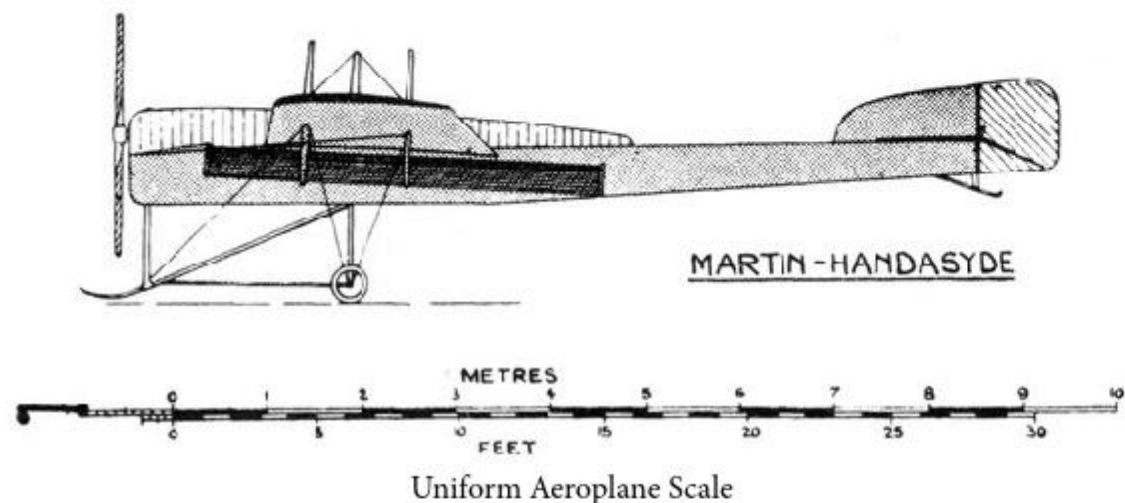 MARTIN-HANDASYDE
METRES
0 1 2 3 4 5 6 7 8 9 10
0 5 10 15 20 30
FEET
Uniform Aeroplane Scale